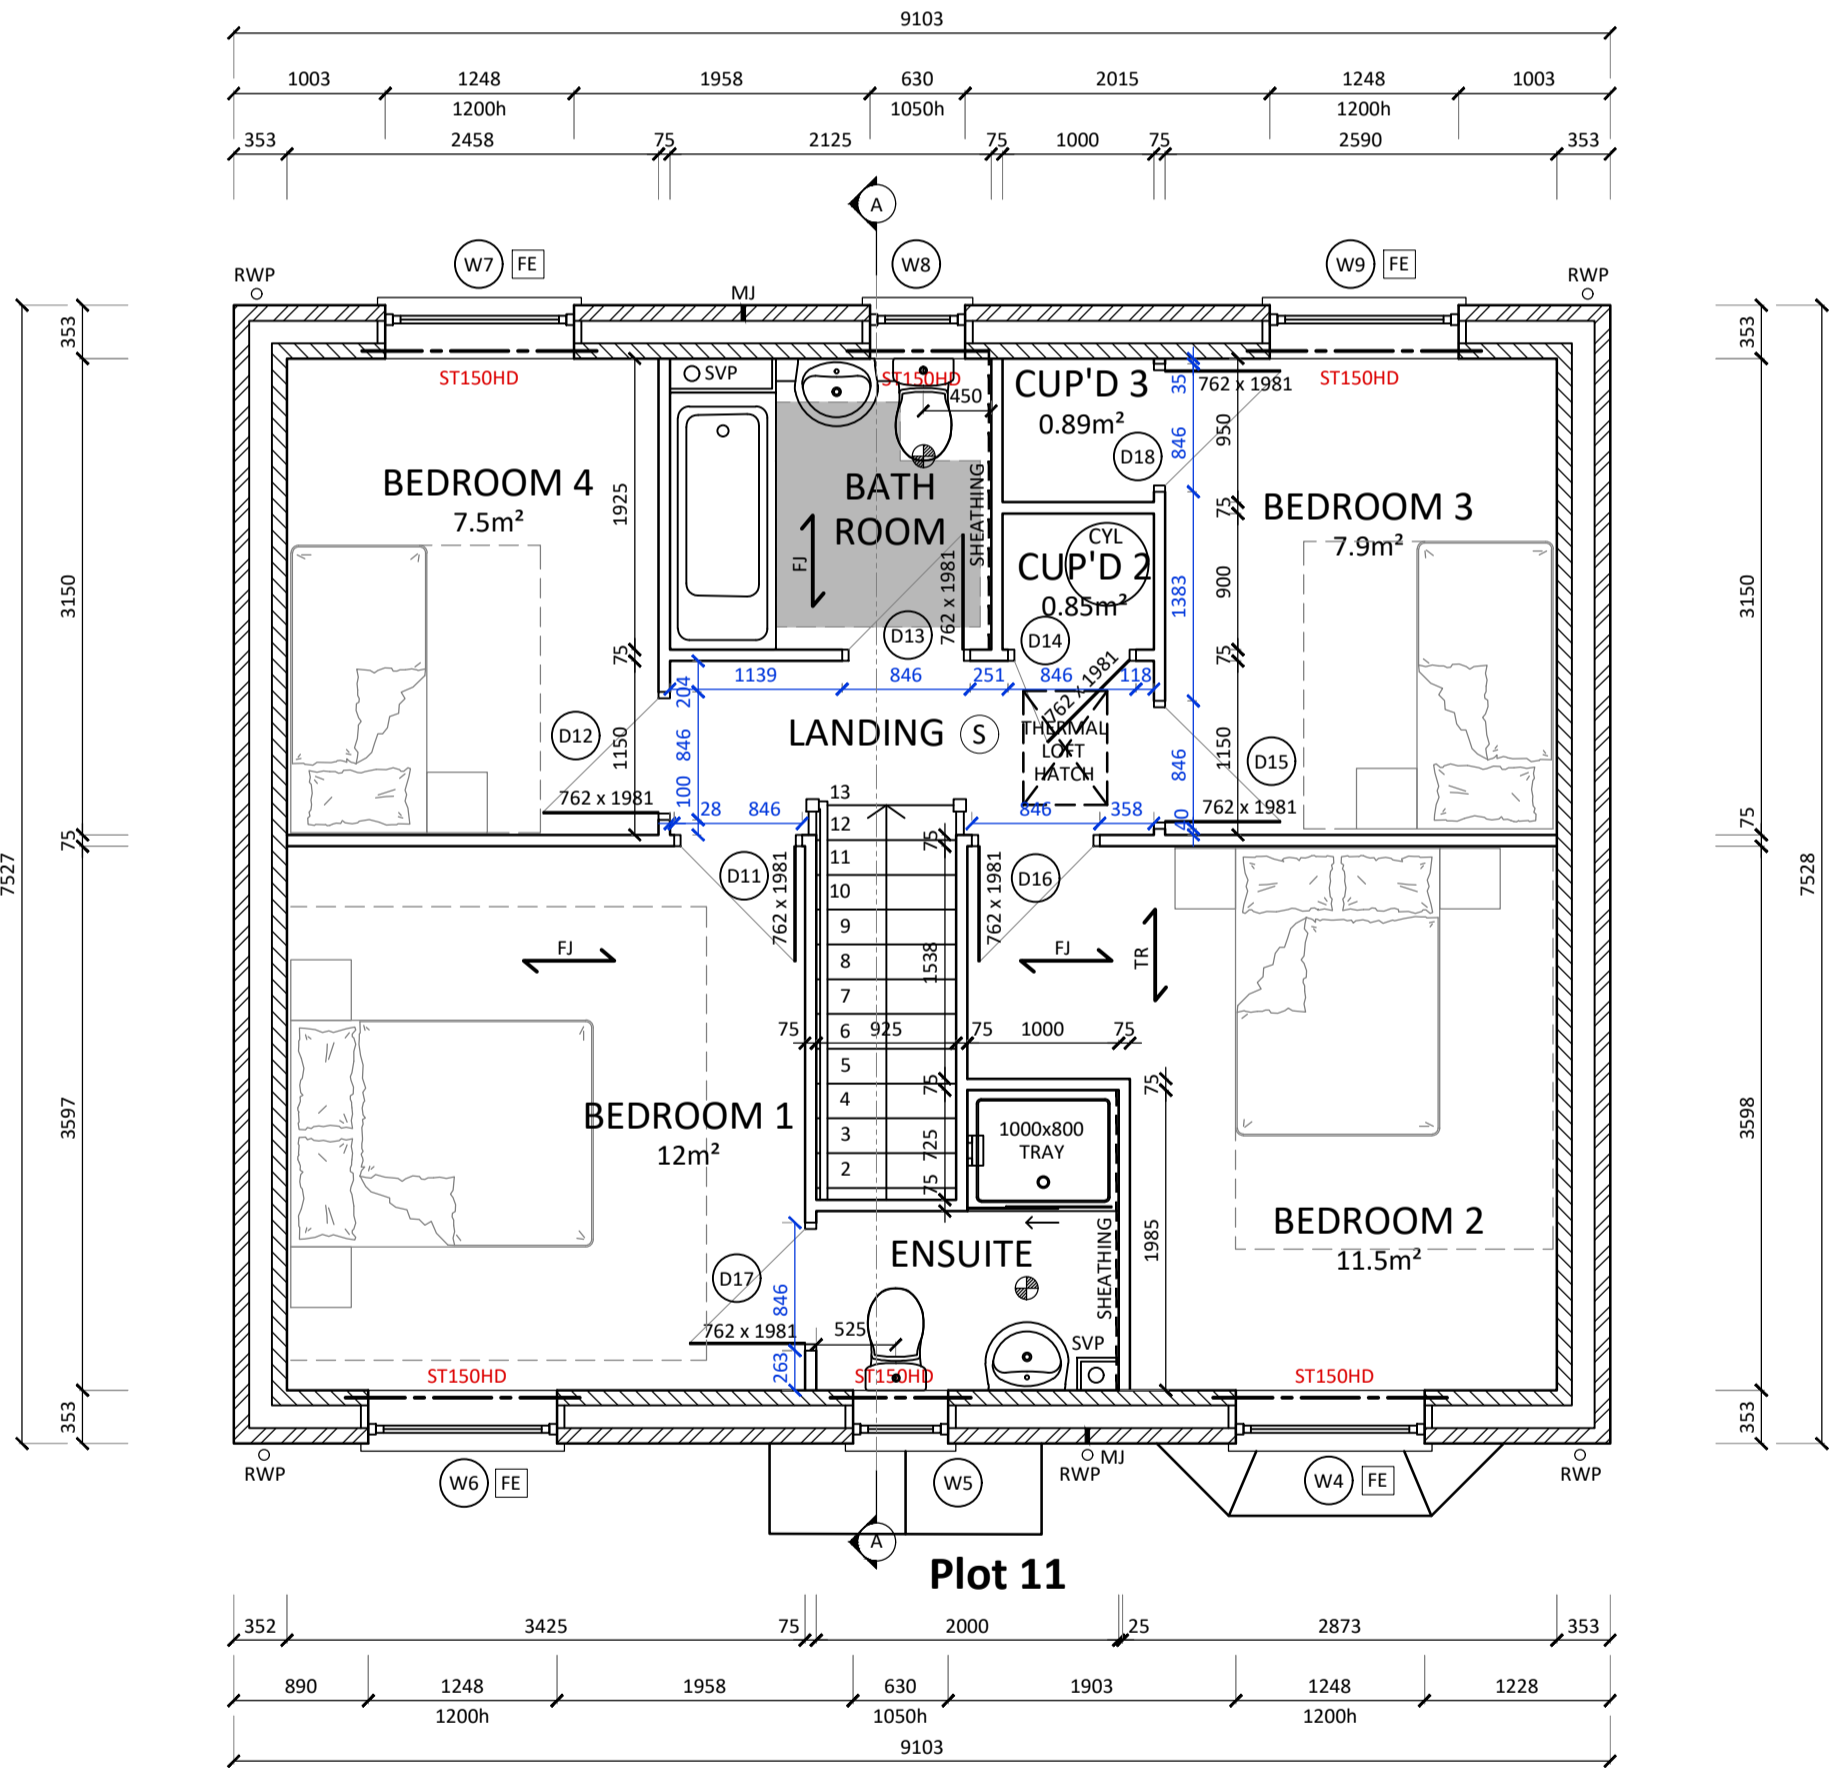 9103
1003 1248 1958 630 2015 1248 1003
1200h 1050h 1200h
353 2458 75 2125 75 1000 75 2590 353
A
W7 FE W8 W9 FE
RWP MJ RWP
353 353
ST150HD SVP ST150HD CUP'D 3 35 762 x 1981 ST150HD
450
0.89m²
950
846
D18
BEDROOM 4
7.5m²
1925
BATH
ROOM
SHEATHING
75
BEDROOM 3
7.9m²
FJ
CYL
CUP'D 2
0.85m²
762 x 1981
1383
900
3150 3150
D13 D14
75 75
1139 846 251 846 118
204
762 x 1981
D12
LANDING S
THERMAL
LOFT
HATCH
846
1150
846
1150
D15
762 x 1981
100
28 846
13
846 358
40
762 x 1981
75
75
7527
7528
12
75
11
10
9
8
7
6
5
4
3
2
D11
762 x 1981
762 x 1981
D16
FJ
1538
FJ
TR
75 925 75 1000 75
75
75
3597
3598
BEDROOM 1
12m²
725
75
1000x800
TRAY
1985
BEDROOM 2
11.5m²
ENSUITE
SHEATHING
D17
846
762 x 1981
525
263
SVP
ST150HD ST150HD ST150HD
353 353
RWP W6 FE W5 RWP MJ W4 FE RWP
A
Plot 11
352 3425 75 2000 25 2873 353
890 1248 1958 630 1903 1248 1228
1200h 1050h 1200h
9103